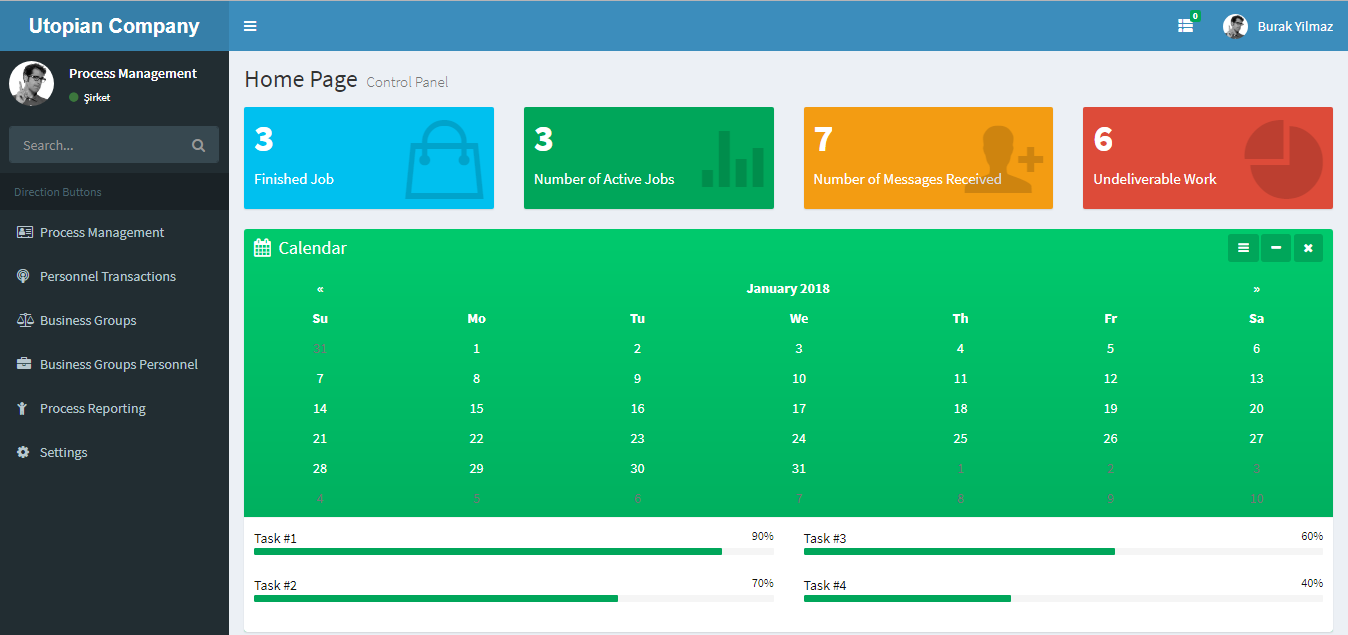 Utopian Company
0
Burak Yilmaz
Process Management
Şirket
Search...
Direction Buttons
Process Management
Personnel Transactions
Business Groups
Business Groups Personnel
Process Reporting
Settings
Home Page Control Panel
3
Finished Job
3
Number of Active Jobs
7
Number of Messages Received
6
Undeliverable Work
Calendar
« January 2018 »
Su Mo Tu We Th Fr Sa
31 1 2 3 4 5 6
7 8 9 10 11 12 13
14 15 16 17 18 19 20
21 22 23 24 25 26 27
28 29 30 31 1 2 3
4 5 6 7 8 9 10
Task #1 90%
Task #3 60%
Task #2 70%
Task #4 40%